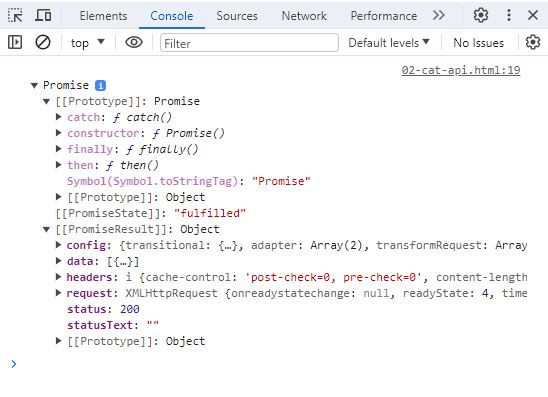 Elements Console Sources Network Performance
top Filter Default levels No Issues
02-cat-api.html:19
Promise i
[[Prototype]]: Promise
catch: ƒ catch()
constructor: ƒ Promise()
finally: ƒ finally()
then: ƒ then()
Symbol(Symbol.toStringTag): "Promise"
[[Prototype]]: Object
[[PromiseState]]: "fulfilled"
[[PromiseResult]]: Object
config: {transitional: {…}, adapter: Array(2), transformRequest: Array
data: [{…}]
headers: i {cache-control: 'post-check=0, pre-check=0', content-length
request: XMLHttpRequest {onreadystatechange: null, readyState: 4, time
status: 200
statusText: ""
[[Prototype]]: Object